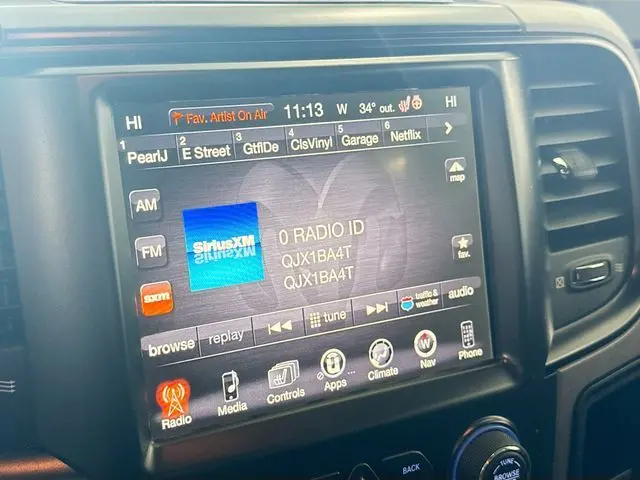 HI Fav. Artist On Air 11:13 W 34° out. HI
1 PearlJ 2 E Street 3 GtflDe 4 ClsVinyl 5 Garage 6 Netflix
map
AM
SiriusXM
0 RADIO ID
FM
QJX1BA4T
fav.
QJX1BA4T
sxm
browse replay tune traffic & weather audio
Radio Media Controls Apps Climate Nav Phone
BACK
TUNE
BROWSE